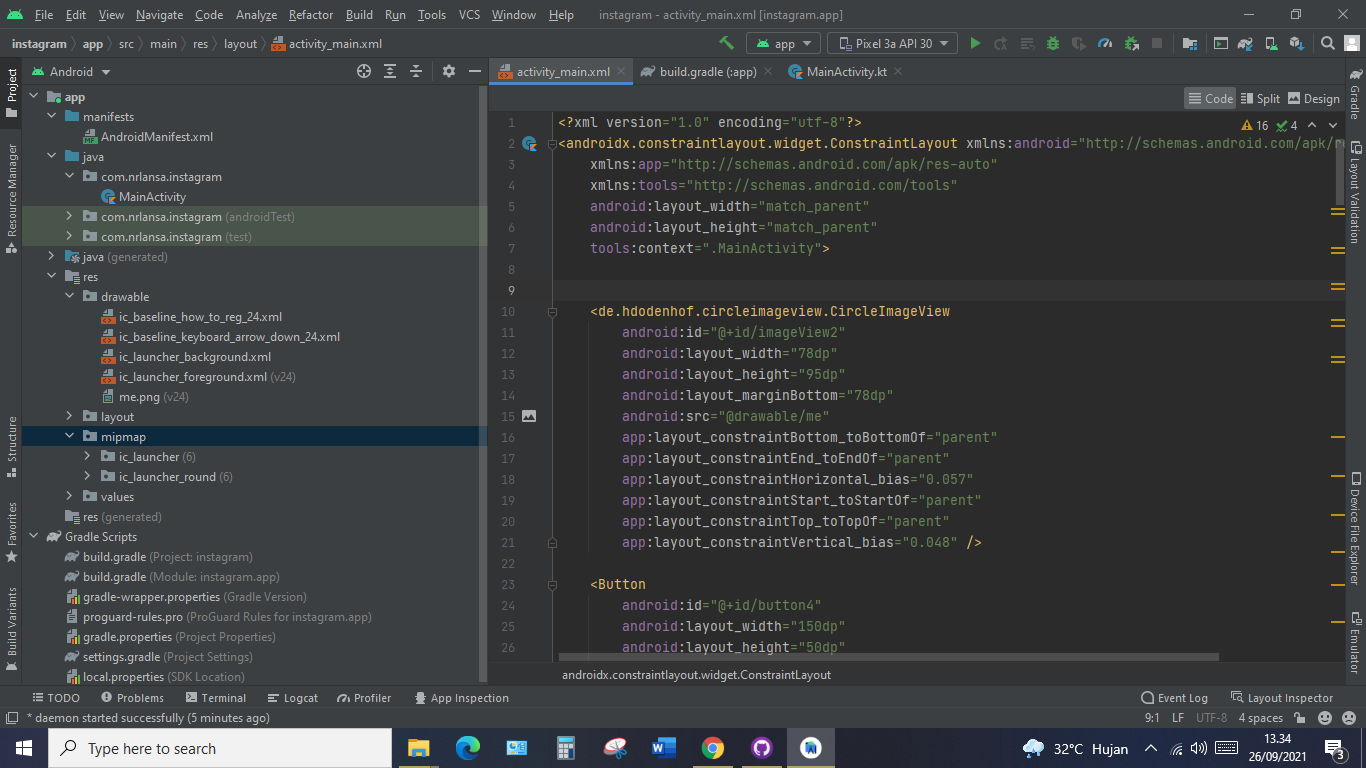 File Edit View Navigate Code Analyze Refactor Build Run Tools VCS Window Help instagram - activity_main.xml [instagram.app]
instagram app src main res layout activity_main.xml app Pixel 3a API 30
Android activity_main.xml build.gradle (:app) MainActivity.kt
Code Split Design
Project
Resource Manager
Structure
Favorites
Build Variants
app
manifests
AndroidManifest.xml
java
com.nrlansa.instagram
MainActivity
com.nrlansa.instagram (androidTest)
com.nrlansa.instagram (test)
java (generated)
res
drawable
ic_baseline_how_to_reg_24.xml
ic_baseline_keyboard_arrow_down_24.xml
ic_launcher_background.xml
ic_launcher_foreground.xml (v24)
me.png (v24)
layout
mipmap
ic_launcher (6)
ic_launcher_round (6)
values
res (generated)
Gradle Scripts
build.gradle (Project: instagram)
build.gradle (Module: instagram.app)
gradle-wrapper.properties (Gradle Version)
proguard-rules.pro (ProGuard Rules for instagram.app)
gradle.properties (Project Properties)
settings.gradle (Project Settings)
local.properties (SDK Location)
1 <?xml version="1.0" encoding="utf-8"?> 16 4
2 <androidx.constraintlayout.widget.ConstraintLayout xmlns:android="http://schemas.android.com/apk/r
3 xmlns:app="http://schemas.android.com/apk/res-auto"
4 xmlns:tools="http://schemas.android.com/tools"
5 android:layout_width="match_parent"
6 android:layout_height="match_parent"
7 tools:context=".MainActivity">
8
9
10 <de.hdodenhof.circleimageview.CircleImageView
11 android:id="@+id/imageView2"
12 android:layout_width="78dp"
13 android:layout_height="95dp"
14 android:layout_marginBottom="78dp"
15 android:src="@drawable/me"
16 app:layout_constraintBottom_toBottomOf="parent"
17 app:layout_constraintEnd_toEndOf="parent"
18 app:layout_constraintHorizontal_bias="0.057"
19 app:layout_constraintStart_toStartOf="parent"
20 app:layout_constraintTop_toTopOf="parent"
21 app:layout_constraintVertical_bias="0.048" />
22
23 <Button
24 android:id="@+id/button4"
25 android:layout_width="150dp"
26 android:layout_height="50dp"
androidx.constraintlayout.widget.ConstraintLayout
Gradle
Layout Validation
Device File Explorer
Emulator
TODO Problems Terminal Logcat Profiler App Inspection Event Log Layout Inspector
* daemon started successfully (5 minutes ago) 9:1 LF UTF-8 4 spaces
Type here to search 32°C Hujan 13.34
26/09/2021 3